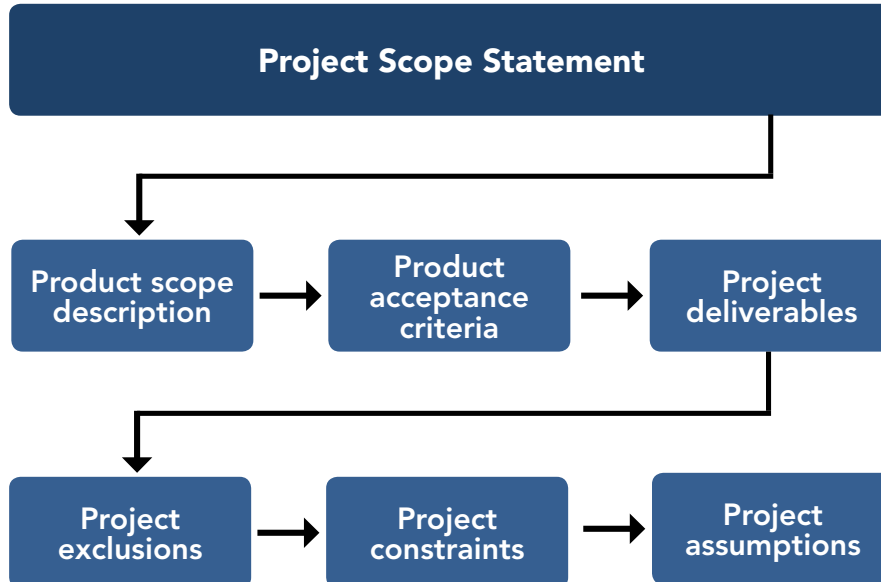 Project Scope Statement
Product scope
description
Product
acceptance
criteria
Project
deliverables
Project
exclusions
Project
constraints
Project
assumptions